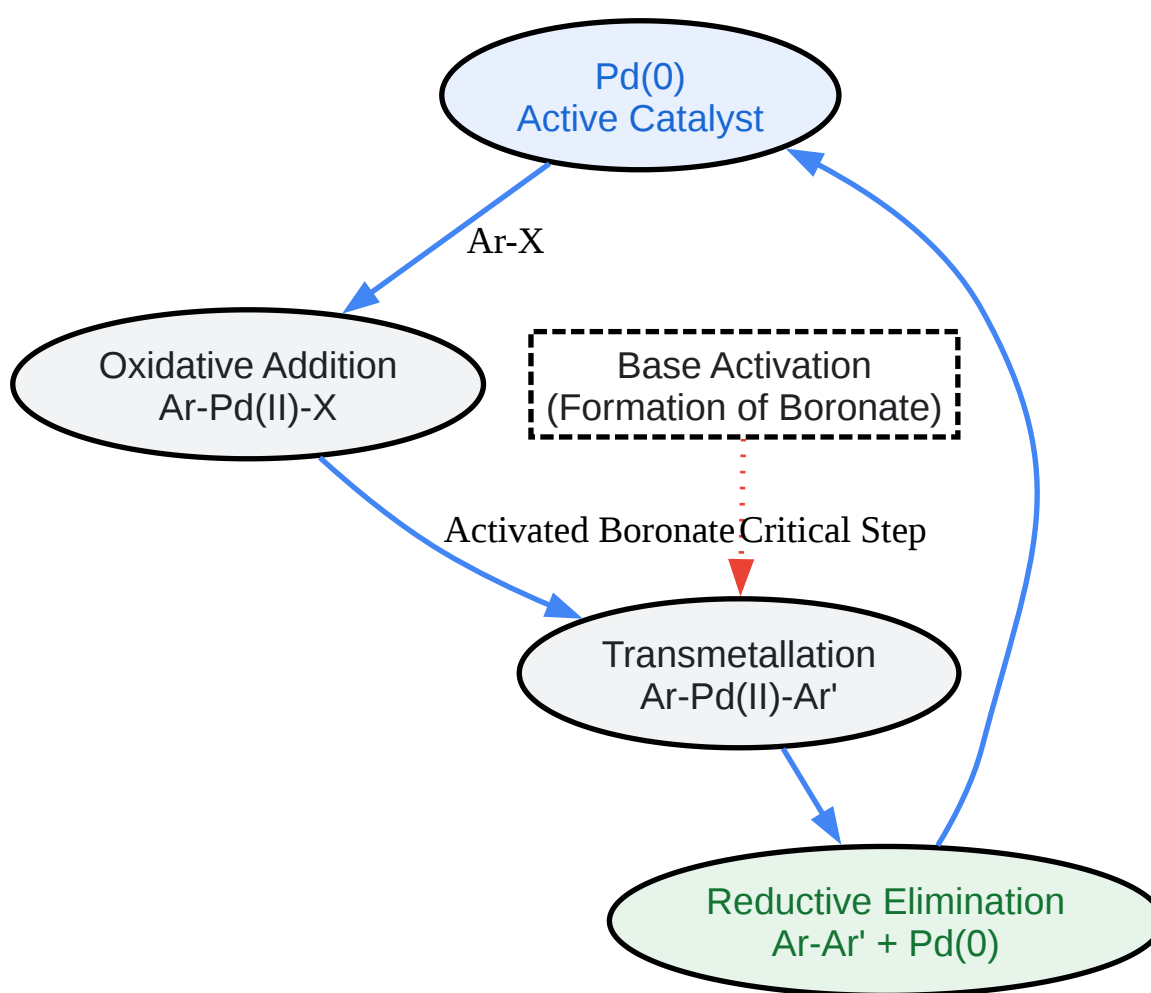 Pd(0)
Active Catalyst
Ar-X
Oxidative Addition
Ar-Pd(II)-X
Base Activation
(Formation of Boronate)
Activated Boronate
Critical Step
Transmetallation
Ar-Pd(II)-Ar'
Reductive Elimination
Ar-Ar' + Pd(0)